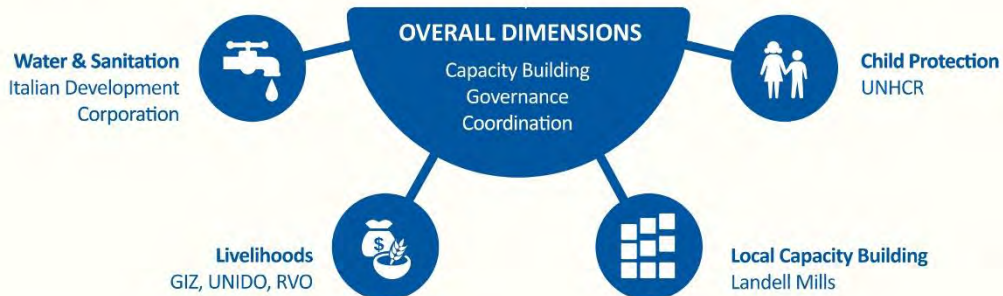 OVERALL DIMENSIONS
Capacity Building
Governance
Coordination
Water & Sanitation
Italian Development
Corporation
Child Protection
UNHCR
$
Livelihoods
GIZ, UNIDO, RVO
Local Capacity Building
Landell Mills